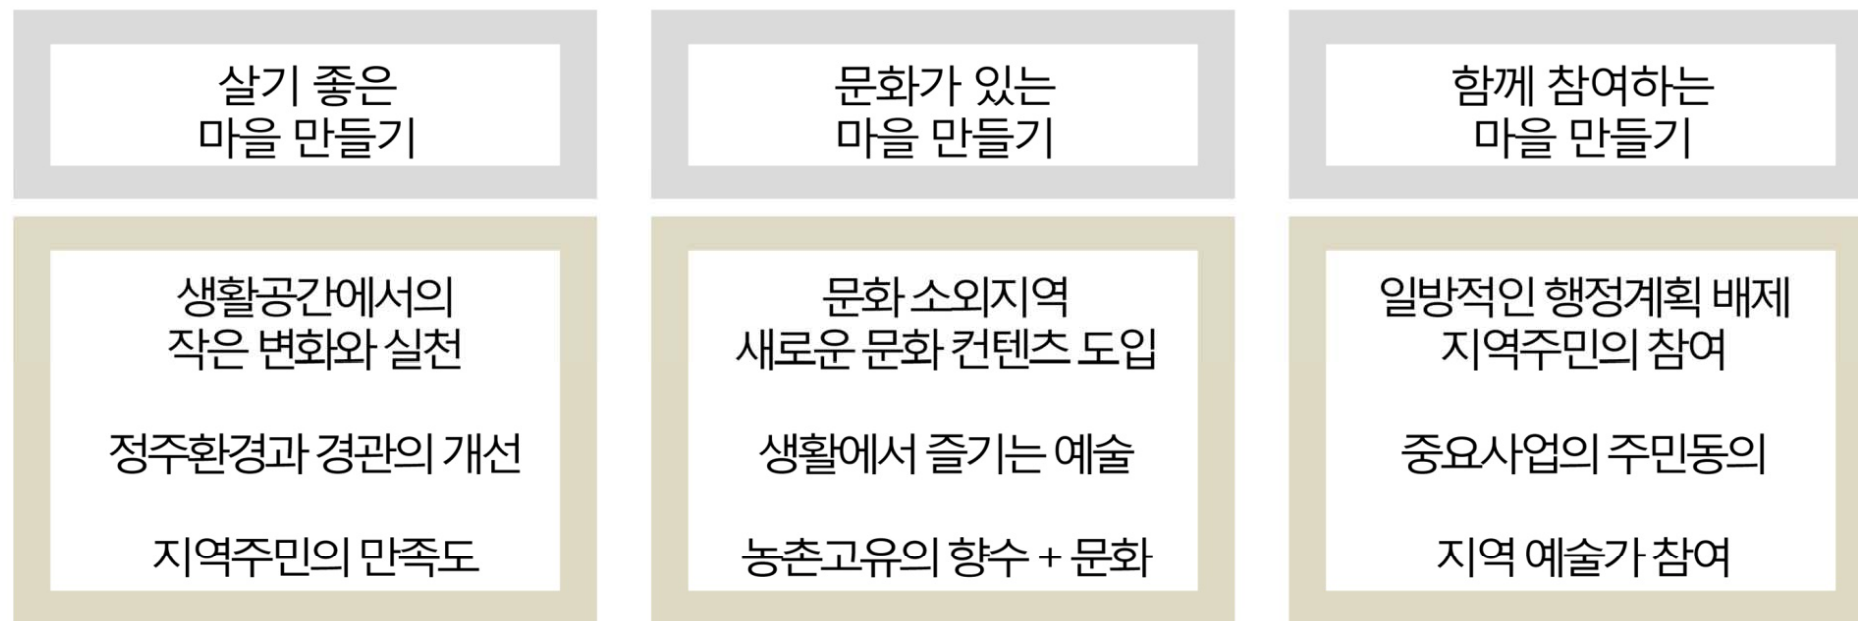 살기 좋은
마을 만들기
생활공간에서의
작은 변화와 실천
정주환경과 경관의 개선
지역주민의 만족도
문화가 있는
마을 만들기
문화 소외지역
새로운 문화 컨텐츠 도입
생활에서 즐기는 예술
농촌고유의 향수 + 문화
함께 참여하는
마을 만들기
일방적인 행정계획 배제
지역주민의 참여
중요사업의 주민동의
지역 예술가 참여